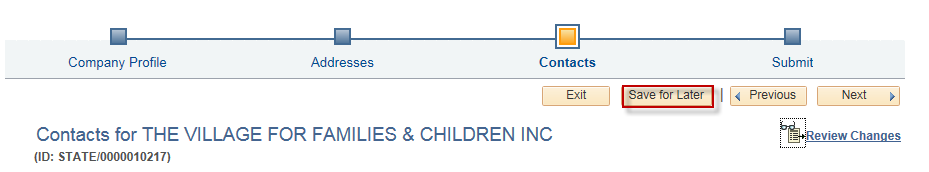 Company Profile Addresses Contacts Submit
Exit Save for Later | Previous Next
Contacts for THE VILLAGE FOR FAMILIES & CHILDREN INC
Review Changes
(ID: STATE/0000010217)